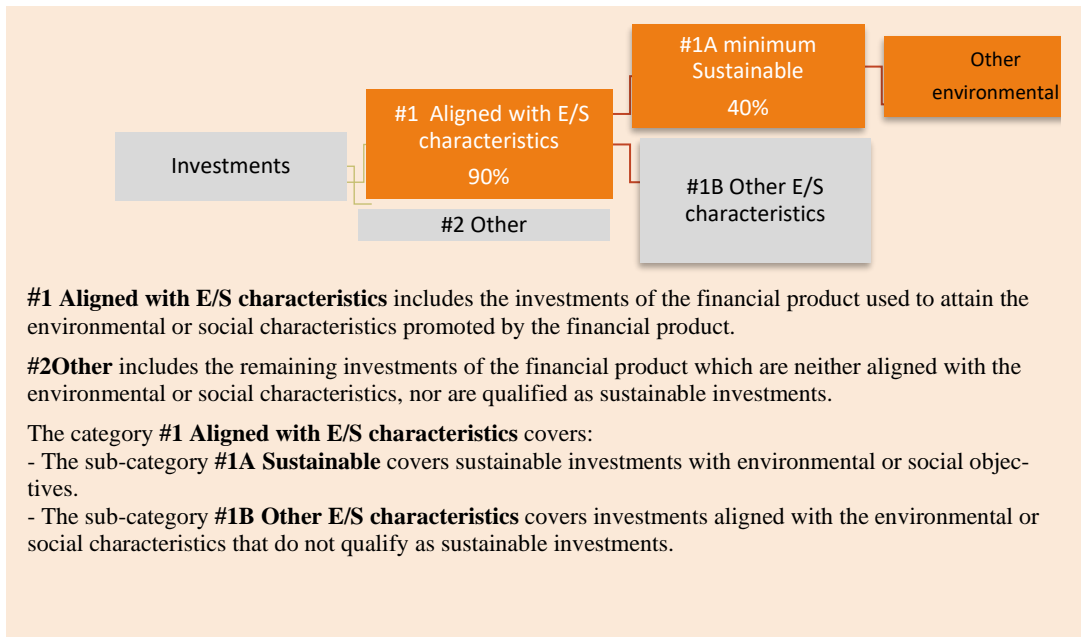 #1A minimum
Sustainable
40%
Other
environmental
#1 Aligned with E/S
characteristics
90%
Investments
#1B Other E/S
characteristics
#2 Other
#1 Aligned with E/S characteristics includes the investments of the financial product used to attain the
environmental or social characteristics promoted by the financial product.
#2Other includes the remaining investments of the financial product which are neither aligned with the
environmental or social characteristics, nor are qualified as sustainable investments.
The category #1 Aligned with E/S characteristics covers:
- The sub-category #1A Sustainable covers sustainable investments with environmental or social objec-
tives.
- The sub-category #1B Other E/S characteristics covers investments aligned with the environmental or
social characteristics that do not qualify as sustainable investments.